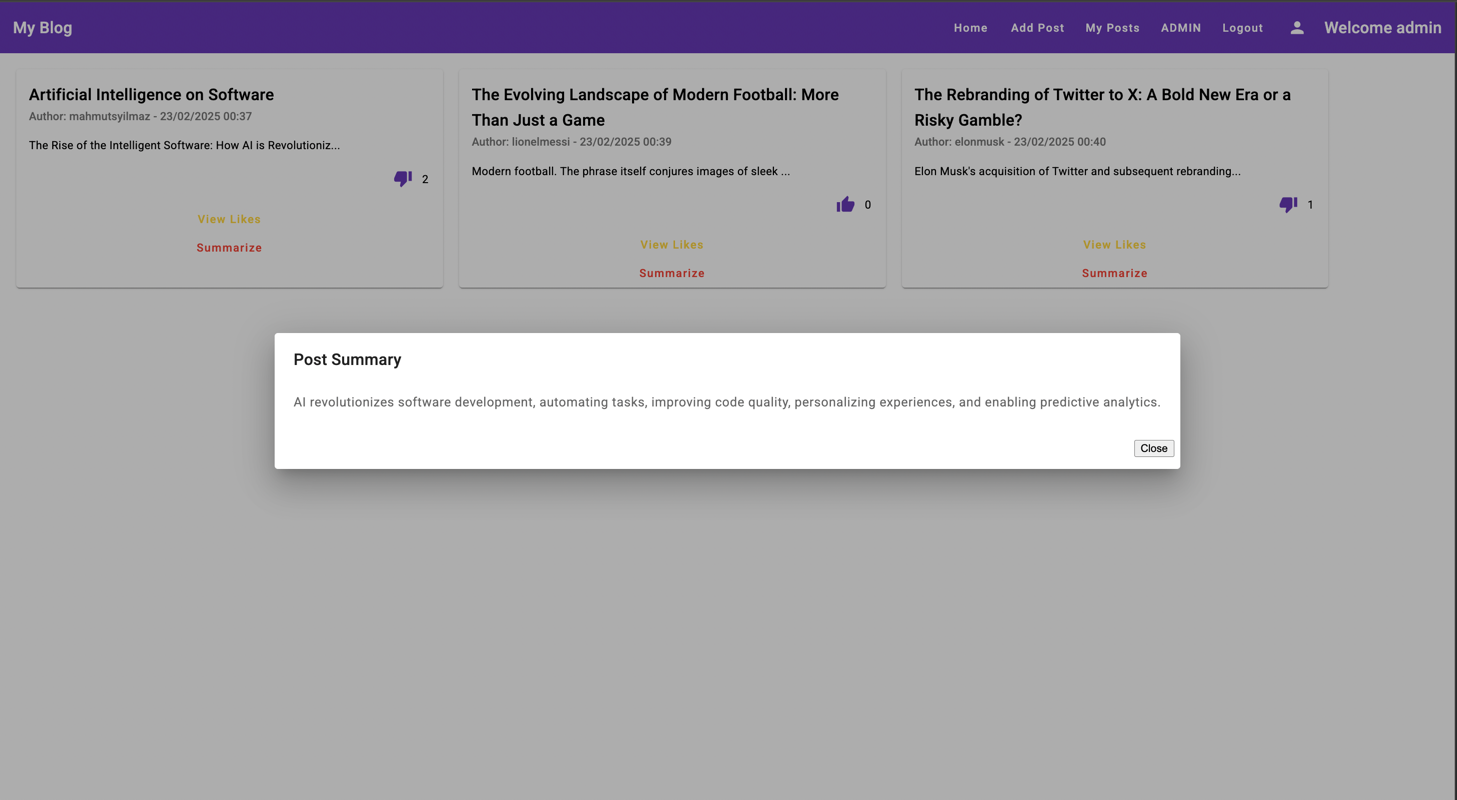 My Blog
Home Add Post My Posts ADMIN Logout Welcome admin
Artificial Intelligence on Software
Author: mahmutsyilmaz - 23/02/2025 00:37
The Rise of the Intelligent Software: How AI is Revolutioniz...
2
View Likes
Summarize
The Evolving Landscape of Modern Football: More
Than Just a Game
Author: lionelmessi - 23/02/2025 00:39
Modern football. The phrase itself conjures images of sleek ...
0
View Likes
Summarize
The Rebranding of Twitter to X: A Bold New Era or a
Risky Gamble?
Author: elonmusk - 23/02/2025 00:40
Elon Musk's acquisition of Twitter and subsequent rebranding...
1
View Likes
Summarize
Post Summary
AI revolutionizes software development, automating tasks, improving code quality, personalizing experiences, and enabling predictive analytics.
Close